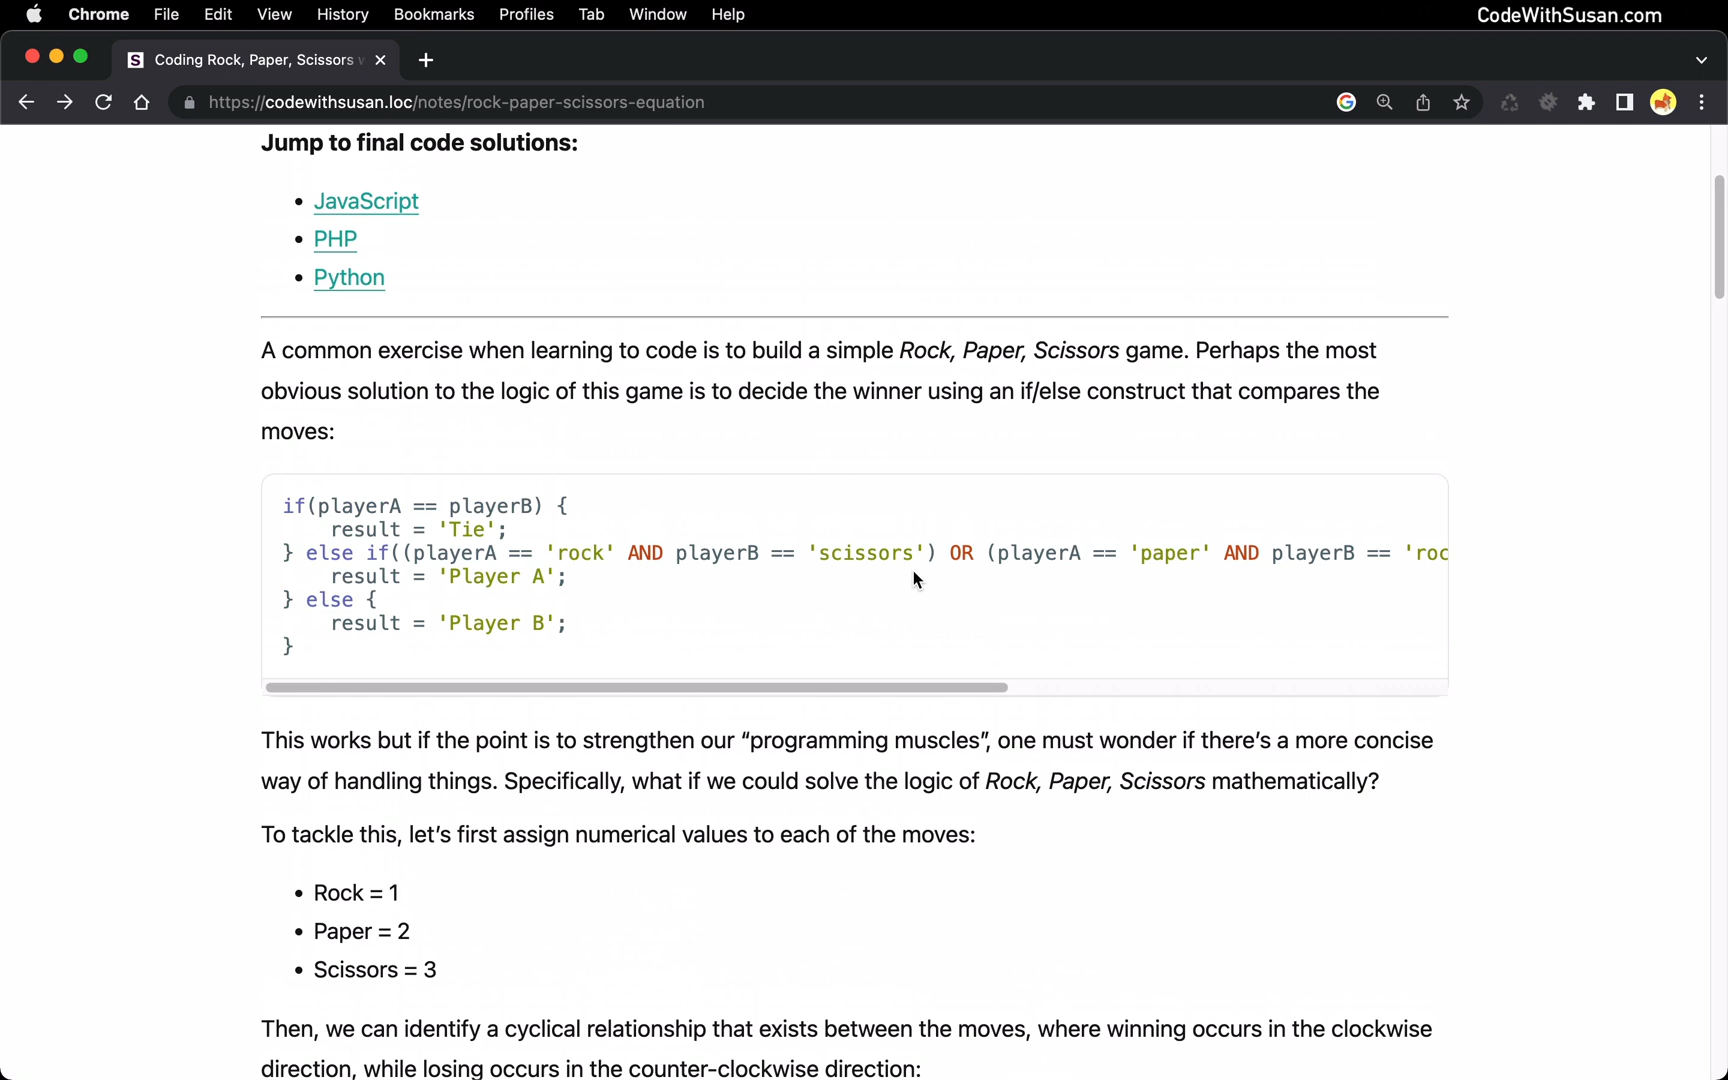 Chrome File Edit View History Bookmarks Profiles Tab Window Help CodeWithSusan.com
S Coding Rock, Paper, Scissors
https://codewithsusan.loc/notes/rock-paper-scissors-equation
Jump to final code solutions:
• JavaScript
• PHP
• Python
A common exercise when learning to code is to build a simple Rock, Paper, Scissors game. Perhaps the most
obvious solution to the logic of this game is to decide the winner using an if/else construct that compares the
moves:
if(playerA == playerB) {
    result = 'Tie';
} else if((playerA == 'rock' AND playerB == 'scissors') OR (playerA == 'paper' AND playerB == 'roc
    result = 'Player A';
} else {
    result = 'Player B';
}
This works but if the point is to strengthen our “programming muscles”, one must wonder if there’s a more concise
way of handling things. Specifically, what if we could solve the logic of Rock, Paper, Scissors mathematically?
To tackle this, let’s first assign numerical values to each of the moves:
• Rock = 1
• Paper = 2
• Scissors = 3
Then, we can identify a cyclical relationship that exists between the moves, where winning occurs in the clockwise
direction, while losing occurs in the counter-clockwise direction: